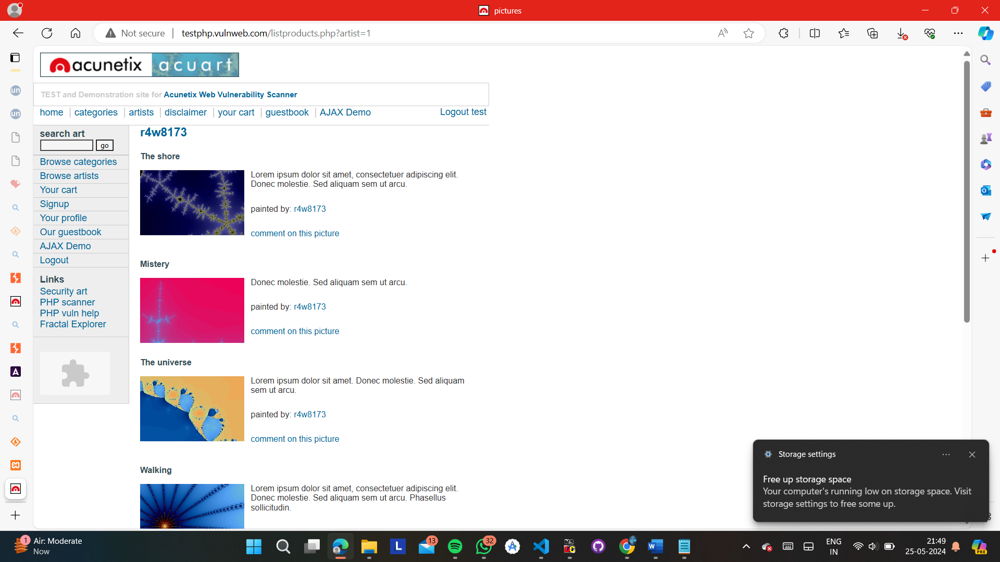 pictures
Not secure
testphp.vulnweb.com/listproducts.php?artist=1
acunetix acuart
TEST and Demonstration site for Acunetix Web Vulnerability Scanner
home categories artists disclaimer your cart guestbook AJAX Demo Logout test
search art
go
Browse categories
Browse artists
Your cart
Signup
Your profile
Our guestbook
AJAX Demo
Logout
Links
Security art
PHP scanner
PHP vuln help
Fractal Explorer
r4w8173
The shore
Lorem ipsum dolor sit amet, consectetuer adipiscing elit.
Donec molestie. Sed aliquam sem ut arcu.
painted by: r4w8173
comment on this picture
Mistery
Donec molestie. Sed aliquam sem ut arcu.
painted by: r4w8173
comment on this picture
The universe
Lorem ipsum dolor sit amet. Donec molestie. Sed aliquam
sem ut arcu.
painted by: r4w8173
comment on this picture
Walking
Lorem ipsum dolor sit amet, consectetuer adipiscing elit.
Donec molestie. Sed aliquam sem ut arcu. Phasellus
sollicitudin.
un
un
A
Storage settings
Free up storage space
Your computer's running low on storage space. Visit
storage settings to free some up.
1
Air: Moderate
Now
L
13
32
W
ENG
IN
21:49
25-05-2024
PRE